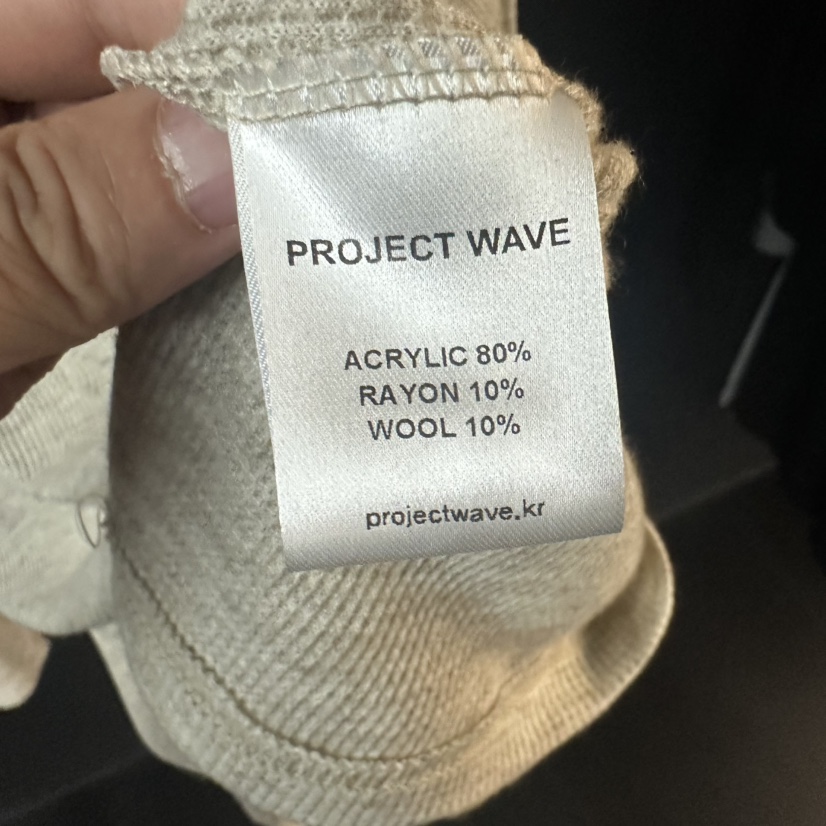 PROJECT WAVE
ACRYLIC 80%
RAYON 10%
WOOL 10%
projectwave.kr